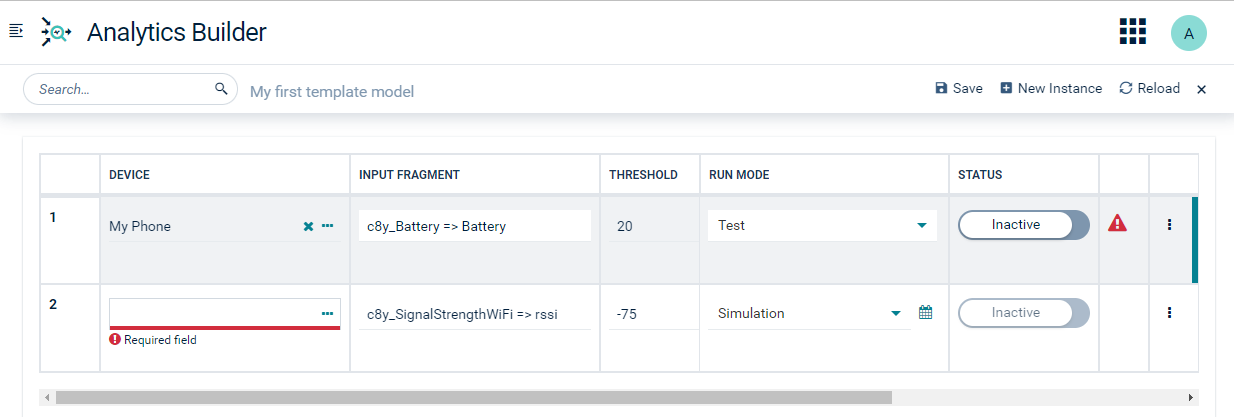 Analytics Builder
A
Search...
My first template model
Save
New Instance
Reload
DEVICE INPUT FRAGMENT THRESHOLD RUN MODE STATUS
1 My Phone c8y_Battery => Battery 20 Test Inactive
2 c8y_SignalStrengthWiFi => rssi -75 Simulation Inactive
Required field